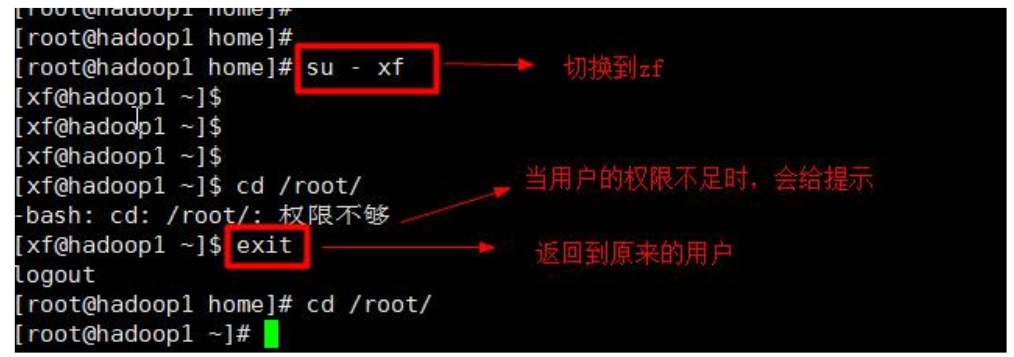 [root@hadoop1 home]#
[root@hadoop1 home]#
[root@hadoop1 home]# su - xf 切换到zf
[xf@hadoop1 ~]$
[xf@hadoop1 ~]$
[xf@hadoop1 ~]$
[xf@hadoop1 ~]$ cd /root/ 当用户的权限不足时，会给提示
-bash: cd: /root/: 权限不够
[xf@hadoop1 ~]$ exit 返回到原来的用户
logout
[root@hadoop1 home]# cd /root/
[root@hadoop1 ~]#